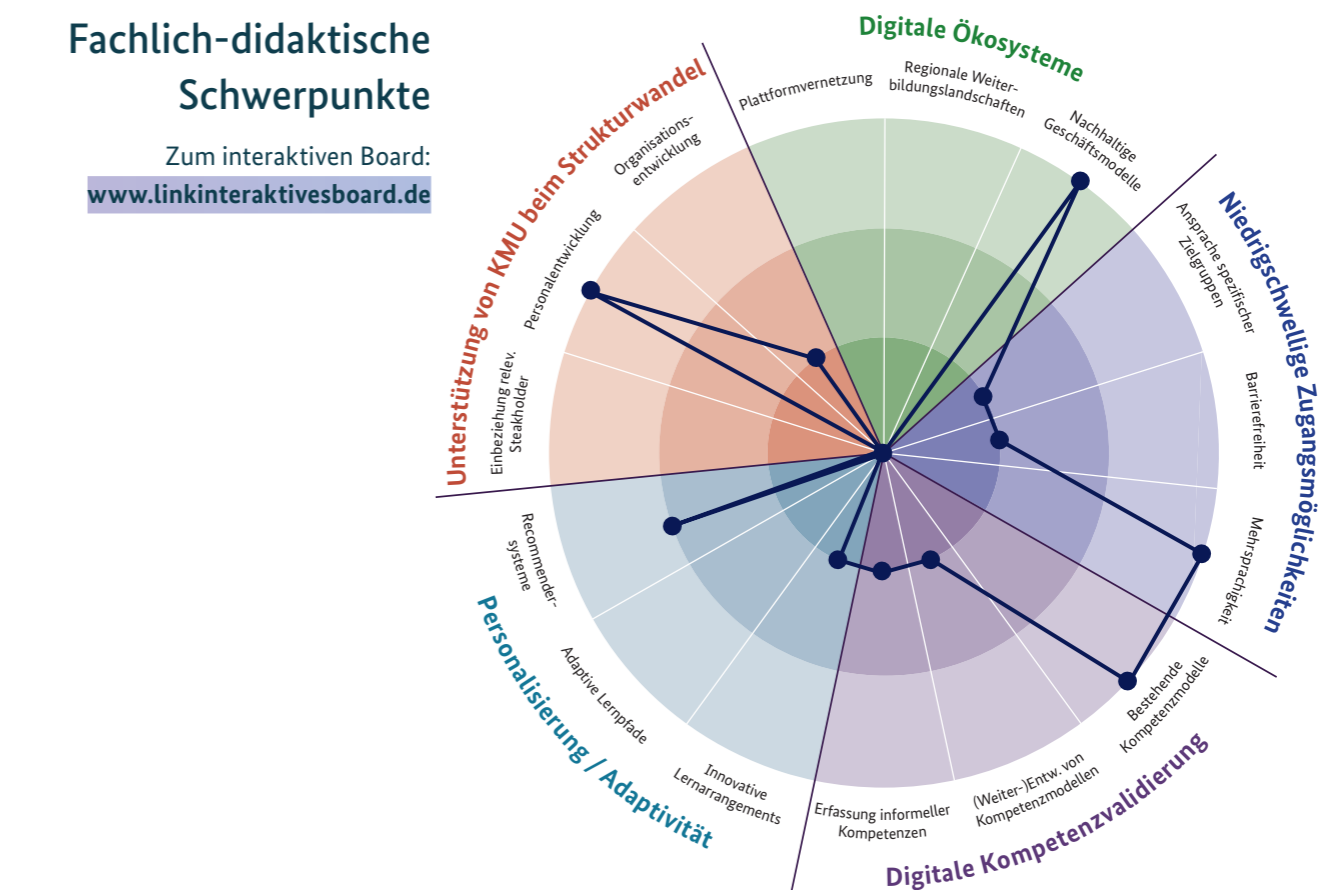 Fachlich-didaktische
Schwerpunkte
Zum interaktiven Board:
www.linkinteraktivesboard.de
Digitale Ökosysteme
Plattformvernetzung
Regionale Weiter-
bildungslandschaften
Nachhaltige
Geschäftsmodelle
Niedrigschwellige Zugangsmöglichkeiten
Ansprache spezifischer
Zielgruppen
Barrierefreiheit
Mehrsprachigkeit
Digitale Kompetenzvalidierung
Bestehende
Kompetenzmodelle
(Weiter-)Entw. von
Kompetenzmodellen
Erfassung informeller
Kompetenzen
Personalisierung / Adaptivität
Innovative
Lernarrangements
Adaptive Lernpfade
Recommender-
systeme
Unterstützung von KMU beim Strukturwandel
Einbeziehung relev.
Steakholder
Personalentwicklung
Organisations-
entwicklung